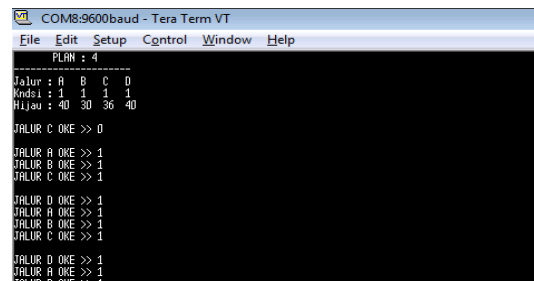 COM8:9600baud - Tera Term VT
File Edit Setup Control Window Help
PLAN : 4
---------------------
Jalur : A B C D
Kndsi : 1 1 1 1
Hijau : 40 30 36 40
JALUR C OKE >> 0
JALUR A OKE >> 1
JALUR B OKE >> 1
JALUR C OKE >> 1
JALUR D OKE >> 1
JALUR A OKE >> 1
JALUR B OKE >> 1
JALUR C OKE >> 1
JALUR D OKE >> 1
JALUR A OKE >> 1